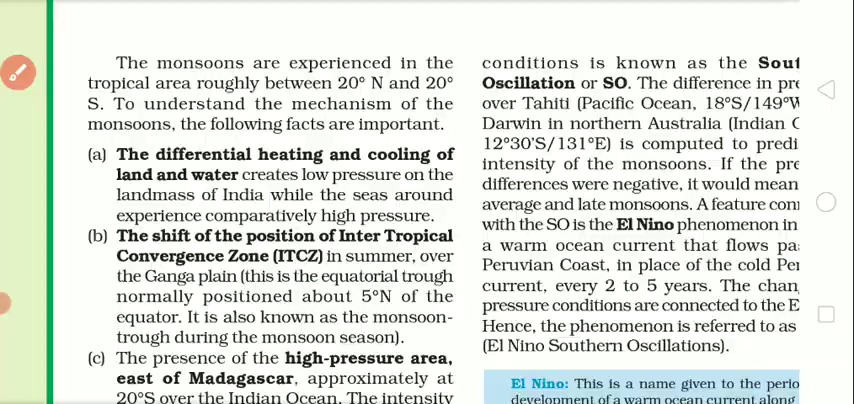 The monsoons are experienced in the
tropical area roughly between 20° N and 20°
S. To understand the mechanism of the
monsoons, the following facts are important.
(a) The differential heating and cooling of
land and water creates low pressure on the
landmass of India while the seas around
experience comparatively high pressure.
(b) The shift of the position of Inter Tropical
Convergence Zone (ITCZ) in summer, over
the Ganga plain (this is the equatorial trough
normally positioned about 5°N of the
equator. It is also known as the monsoon-
trough during the monsoon season).
(c) The presence of the high-pressure area,
east of Madagascar, approximately at
20°S over the Indian Ocean. The intensity
conditions is known as the
Oscillation or SO. The difference in
over Tahiti (Pacific Ocean, 18°S/149°
Darwin in northern Australia (Indian
12°30'S/131°E) is computed to
intensity of the monsoons. If the
differences were negative, it would mean
average and late monsoons. A feature
with the SO is the El Nino phenomenon in
a warm ocean current that flows
Peruvian Coast, in place of the cold
current, every 2 to 5 years. The
pressure conditions are connected to the
Hence, the phenomenon is referred to as
(El Nino Southern Oscillations).
El Nino: This is a name given to the
development of a warm ocean current along